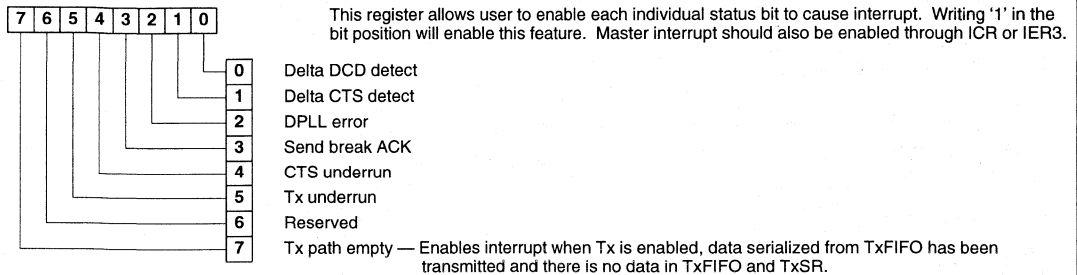 7 6 5 4 3 2 1 0
This register allows user to enable each individual status bit to cause interrupt. Writing '1' in the
bit position will enable this feature. Master interrupt should also be enabled through ICR or IER3.
0 Delta DCD detect
1 Delta CTS detect
2 DPLL error
3 Send break ACK
4 CTS underrun
5 Tx underrun
6 Reserved
7 Tx path empty — Enables interrupt when Tx is enabled, data serialized from TxFIFO has been
transmitted and there is no data in TxFIFO and TxSR.